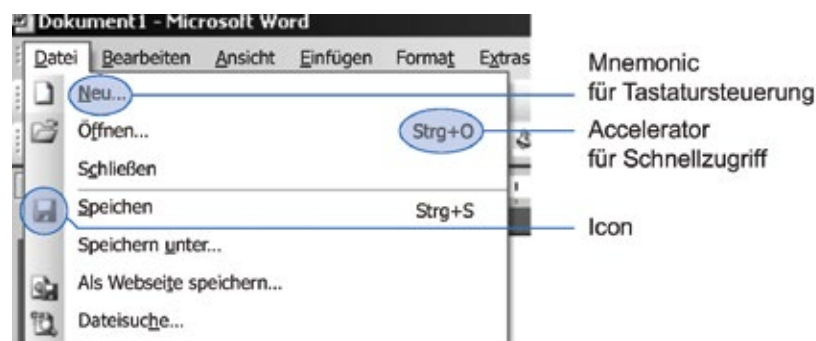 Dokument1 - Microsoft Word
Datei Bearbeiten Ansicht Einfügen Format Extras
Neu...
Öffnen... Strg+O
Schließen
Speichen Strg+S
Speichern unter...
Als Webseite speichern...
Dateisuche...
Mnemonic
für Tastatursteuerung
Accelerator
für Schnellzugriff
Icon